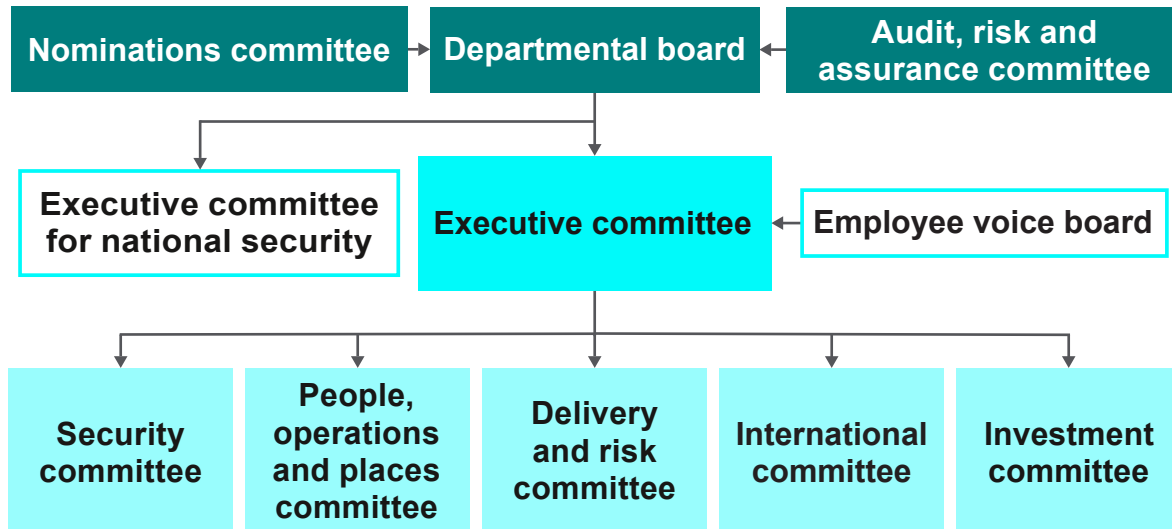 Nominations committee
Departmental board
Audit, risk and
assurance committee
Executive committee
for national security
Executive committee
Employee voice board
Security
committee
People,
operations
and places
committee
Delivery
and risk
committee
International
committee
Investment
committee